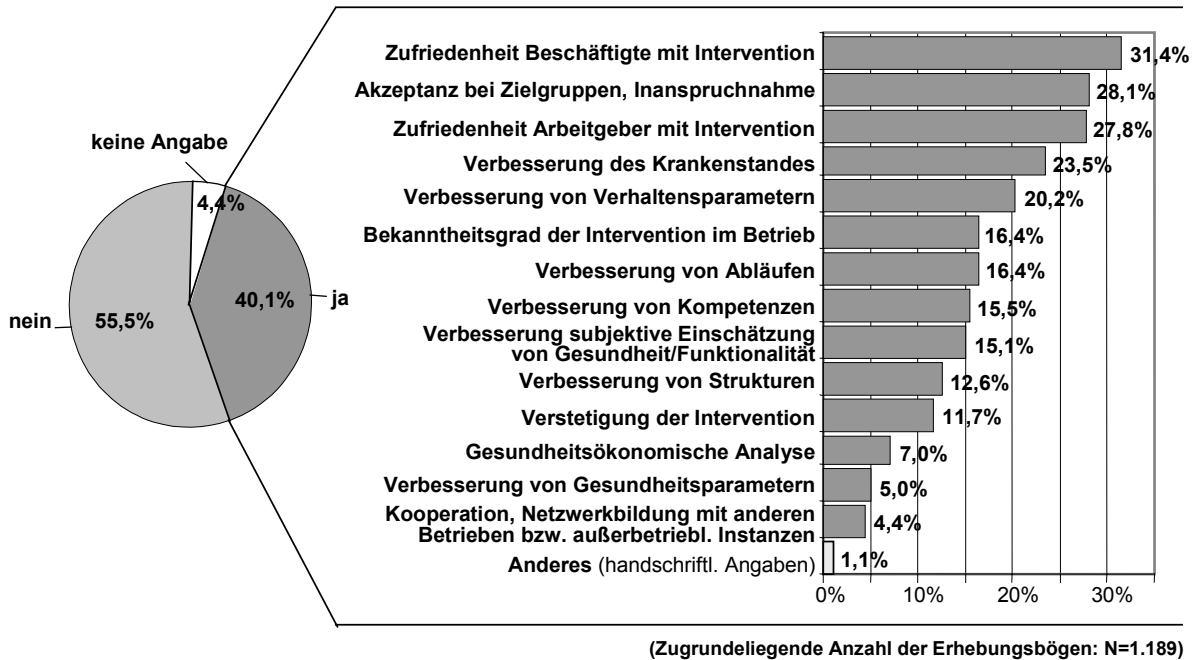 keine Angabe
4,4%
nein
55,5%
40,1%
ja
Zufriedenheit Beschäftigte mit Intervention
31,4%
Akzeptanz bei Zielgruppen, Inanspruchnahme
28,1%
Zufriedenheit Arbeitgeber mit Intervention
27,8%
Verbesserung des Krankenstandes
23,5%
Verbesserung von Verhaltensparametern
20,2%
Bekanntheitsgrad der Intervention im Betrieb
16,4%
Verbesserung von Abläufen
16,4%
Verbesserung von Kompetenzen
15,5%
Verbesserung subjektive Einschätzung
von Gesundheit/Funktionalität
15,1%
Verbesserung von Strukturen
12,6%
Verstetigung der Intervention
11,7%
Gesundheitsökonomische Analyse
7,0%
Verbesserung von Gesundheitsparametern
5,0%
Kooperation, Netzwerkbildung mit anderen
Betrieben bzw. außerbetriebl. Instanzen
4,4%
Anderes (handschriftl. Angaben)
1,1%
0% 10% 20% 30%
(Zugrundeliegende Anzahl der Erhebungsbögen: N=1.189)